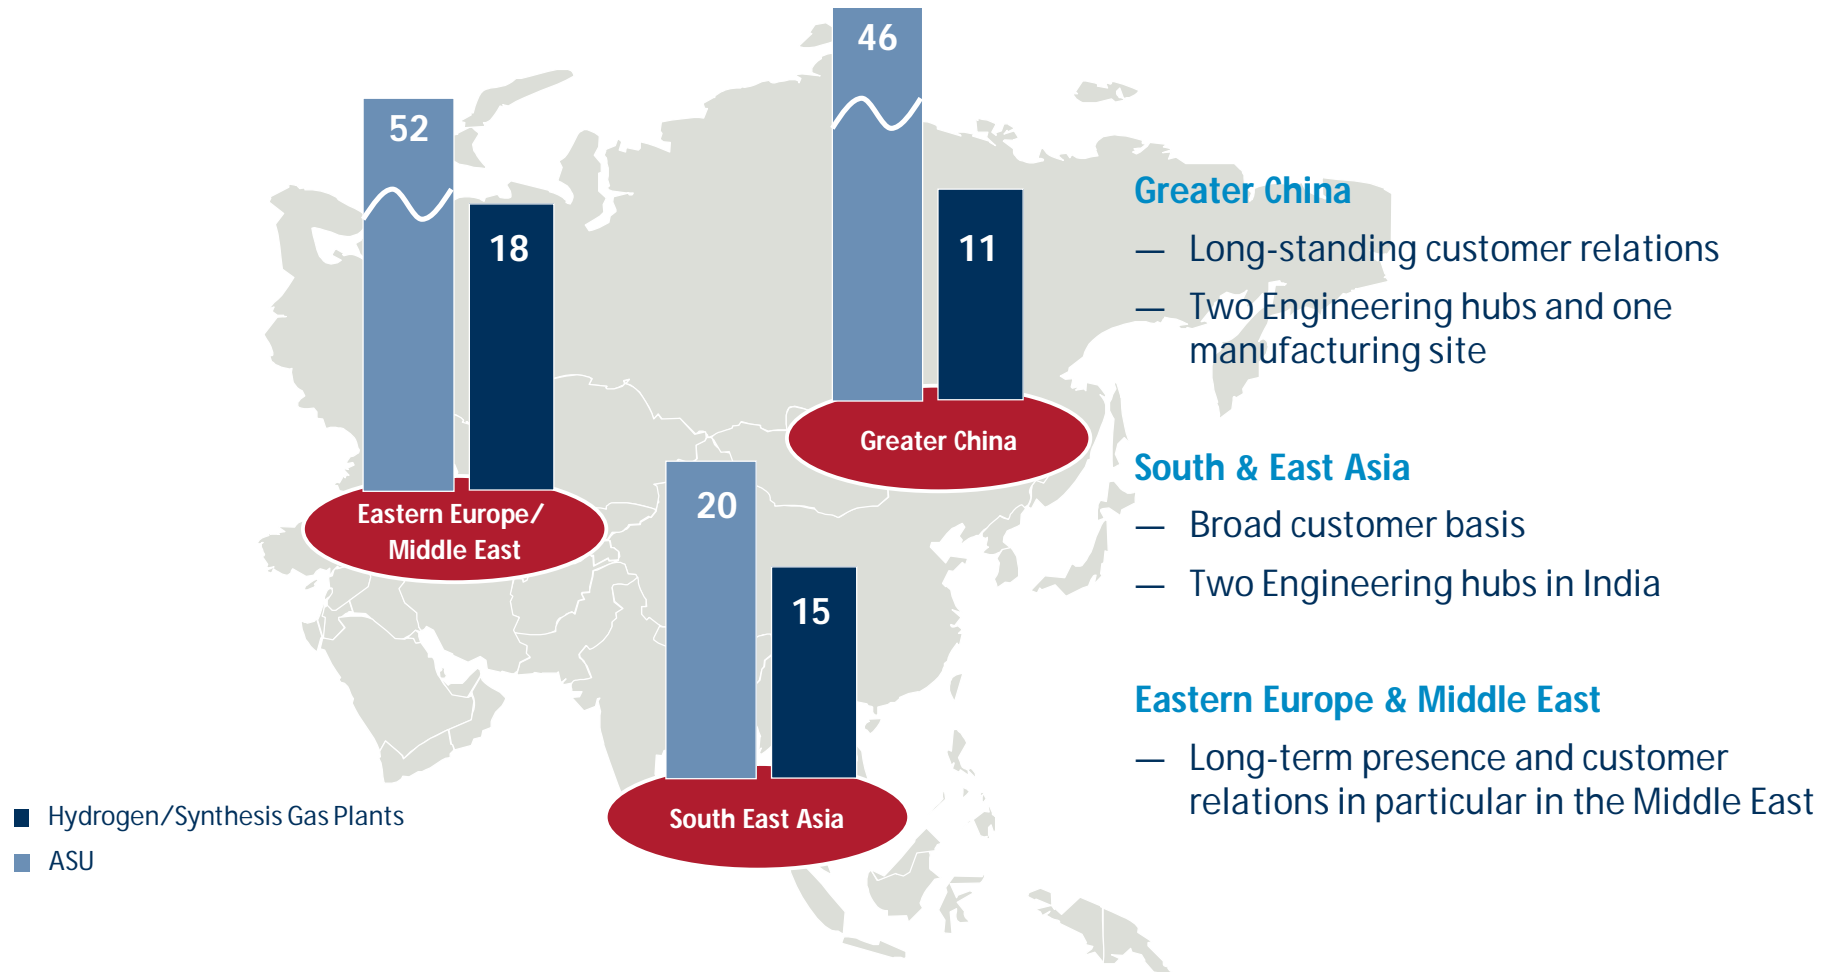 46
52
18
11
Greater China
Eastern Europe/
Middle East
20
15
South East Asia
Hydrogen/Synthesis Gas Plants
ASU
Greater China
— Long-standing customer relations
— Two Engineering hubs and one
manufacturing site
South & East Asia
— Broad customer basis
— Two Engineering hubs in India
Eastern Europe & Middle East
— Long-term presence and customer
relations in particular in the Middle East